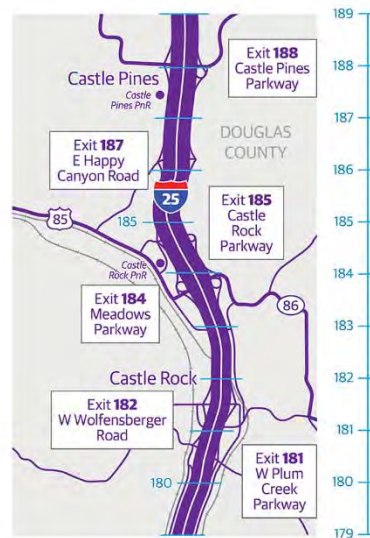 189
Exit 188
Castle Pines
Parkway
188
Castle Pines
Castle
Pines PnR
187
DOUGLAS
COUNTY
Exit 187
E Happy
Canyon Road
186
25
85
185
Exit 185
Castle
Rock
Parkway
185
Castle
Rock PnR
184
Exit 184
Meadows
Parkway
86
183
Castle Rock
182
Exit 182
W Wolfensberger
Road
181
Exit 181
W Plum
Creek
Parkway
180
180
179